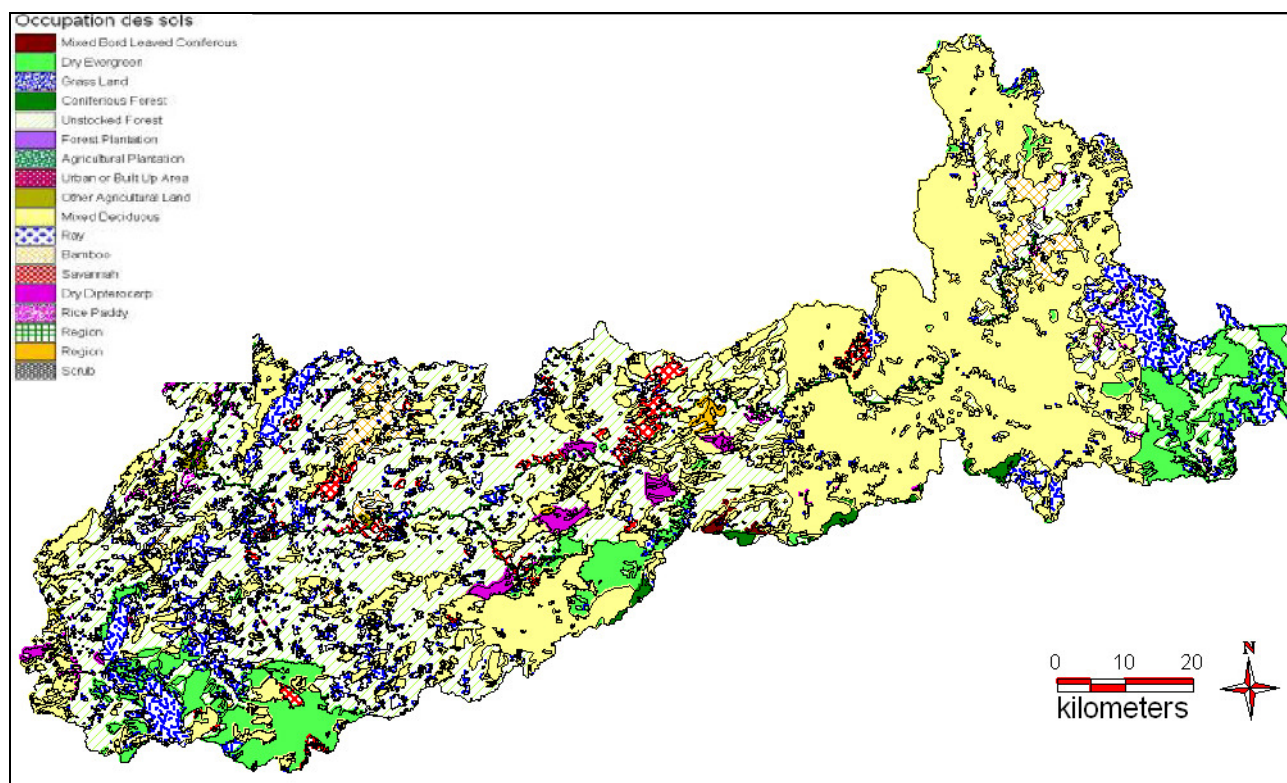 Occupation des sols
Mixed Bord Leaved Coniferous
Dry Evergreen
Grass Land
Coniferious Forest
Unstocked Forest
Forest Plantation
Agricultural Plantation
Urban or Built Up Area
Other Agricultural Land
Mixed Deciduous
Ray
Bamboo
Savannah
Dry Dipterocarp
Rice Paddy
Region
Region
Scrub
N
0 10 20
kilometers